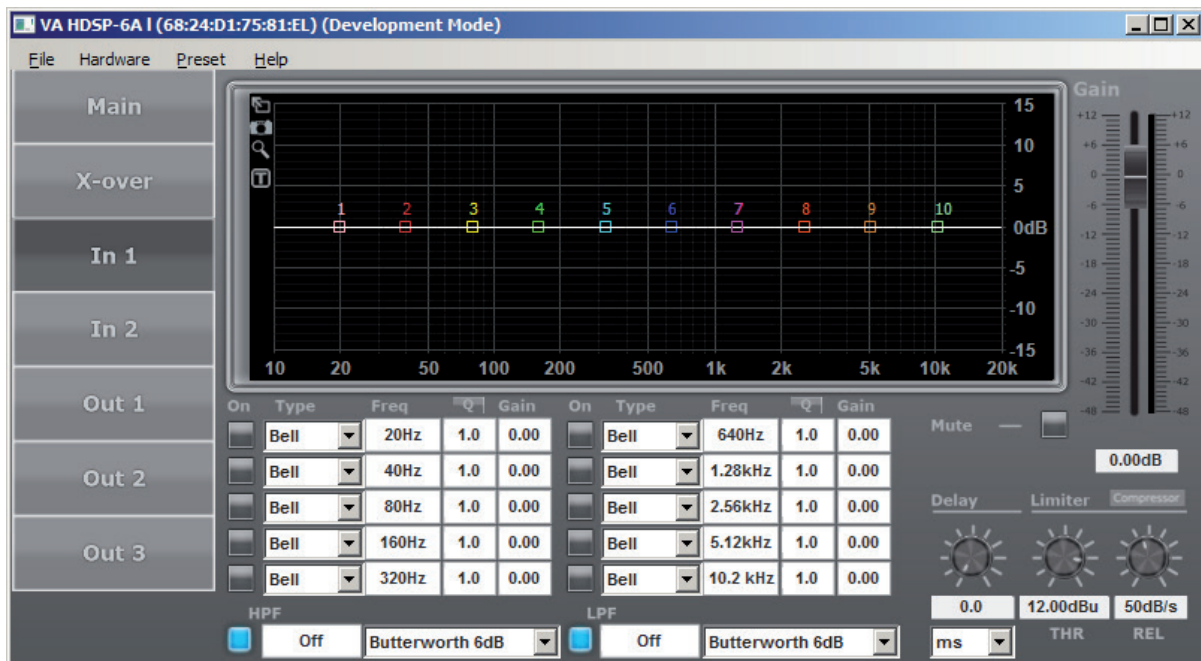 VA HDSP-6A l (68:24:D1:75:81:EL) (Development Mode)
File Hardware Preset Help
Main
X-over
In 1
In 2
Out 1
Out 2
Out 3
T
1 2 3 4 5 6 7 8 9 10
15
10
5
0dB
-5
-10
-15
10 20 50 100 200 500 1k 2k 5k 10k 20k
Gain
+12 +12
+6 +6
0 0
-6 -6
-12 -12
-18 -18
-24 -24
-30 -30
-36 -36
-42 -42
-48 -48
On Type Freq Q Gain On Type Freq Q Gain
Bell 20Hz 1.0 0.00 Bell 640Hz 1.0 0.00
Bell 40Hz 1.0 0.00 Bell 1.28kHz 1.0 0.00
Bell 80Hz 1.0 0.00 Bell 2.56kHz 1.0 0.00
Bell 160Hz 1.0 0.00 Bell 5.12kHz 1.0 0.00
Bell 320Hz 1.0 0.00 Bell 10.2 kHz 1.0 0.00
HPF LPF
Off Butterworth 6dB Off Butterworth 6dB
Mute
0.00dB
Delay Limiter Compressor
0.0 12.00dBu 50dB/s
ms THR REL